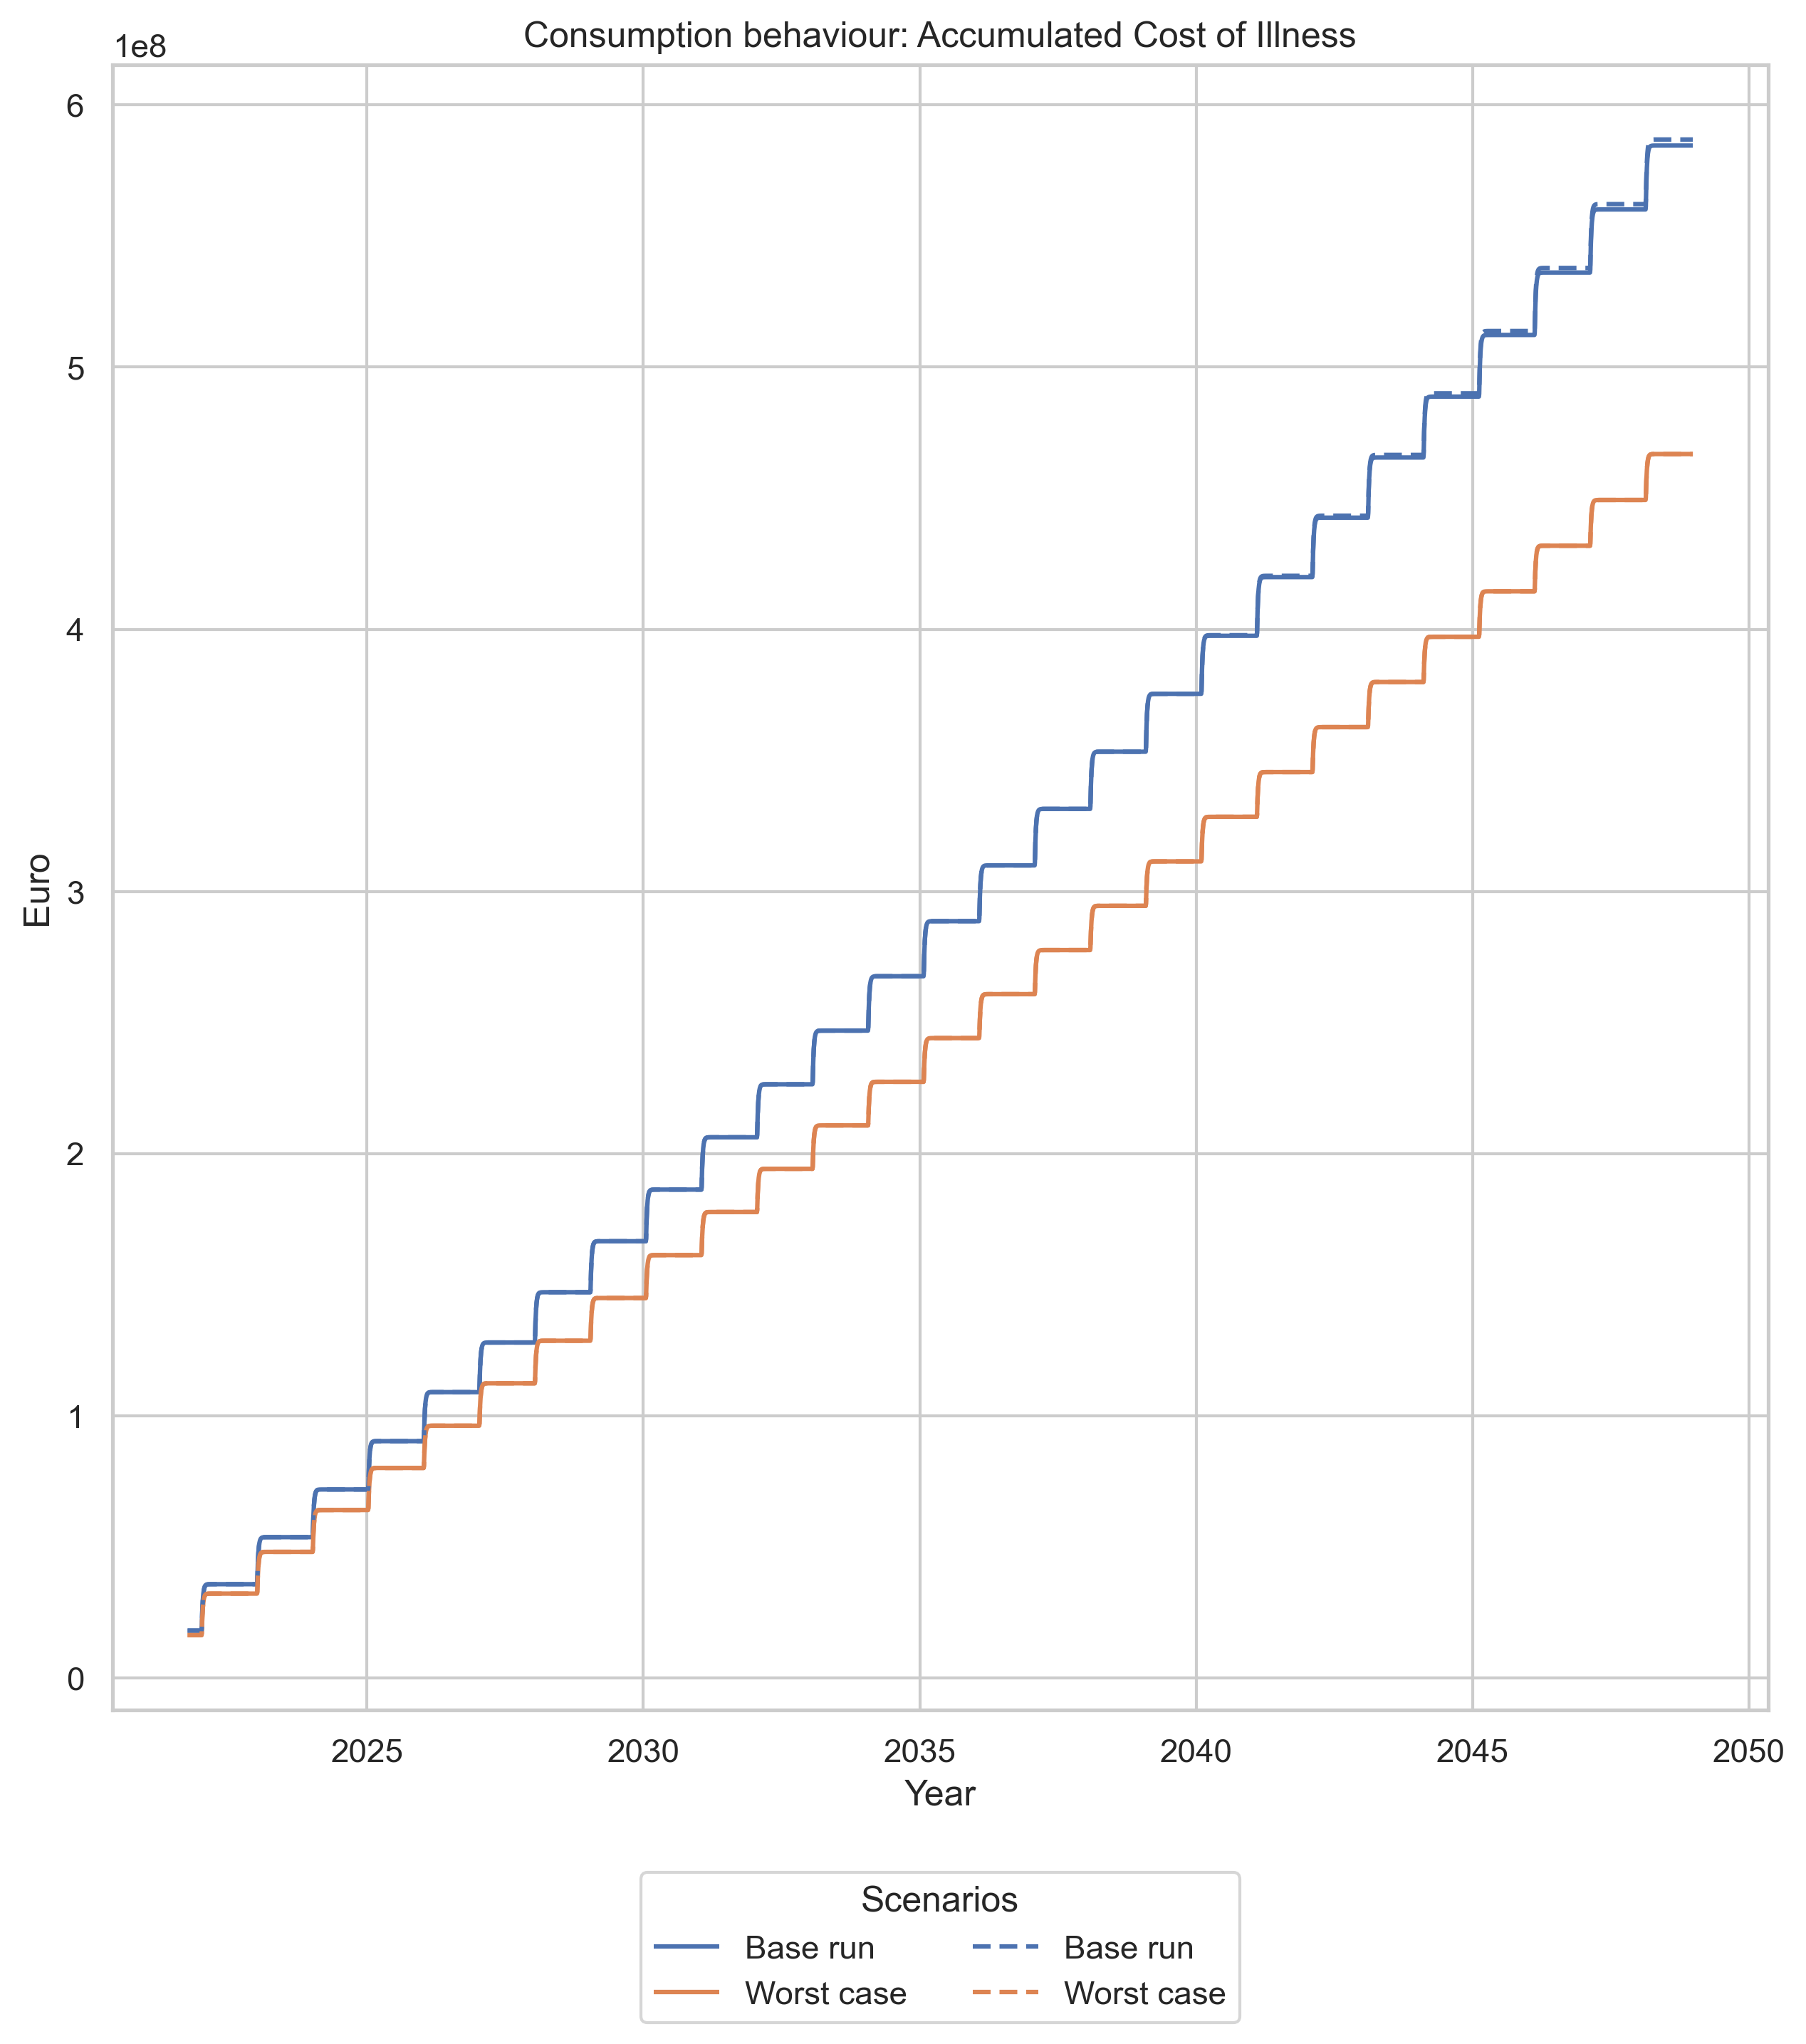 Consumption behaviour: Accumulated Cost of Illness
1e8
6
5
4
3
2
1
0
Euro
2025 2030 2035 2040 2045 2050
Year
Scenarios
Base run Base run
Worst case Worst case